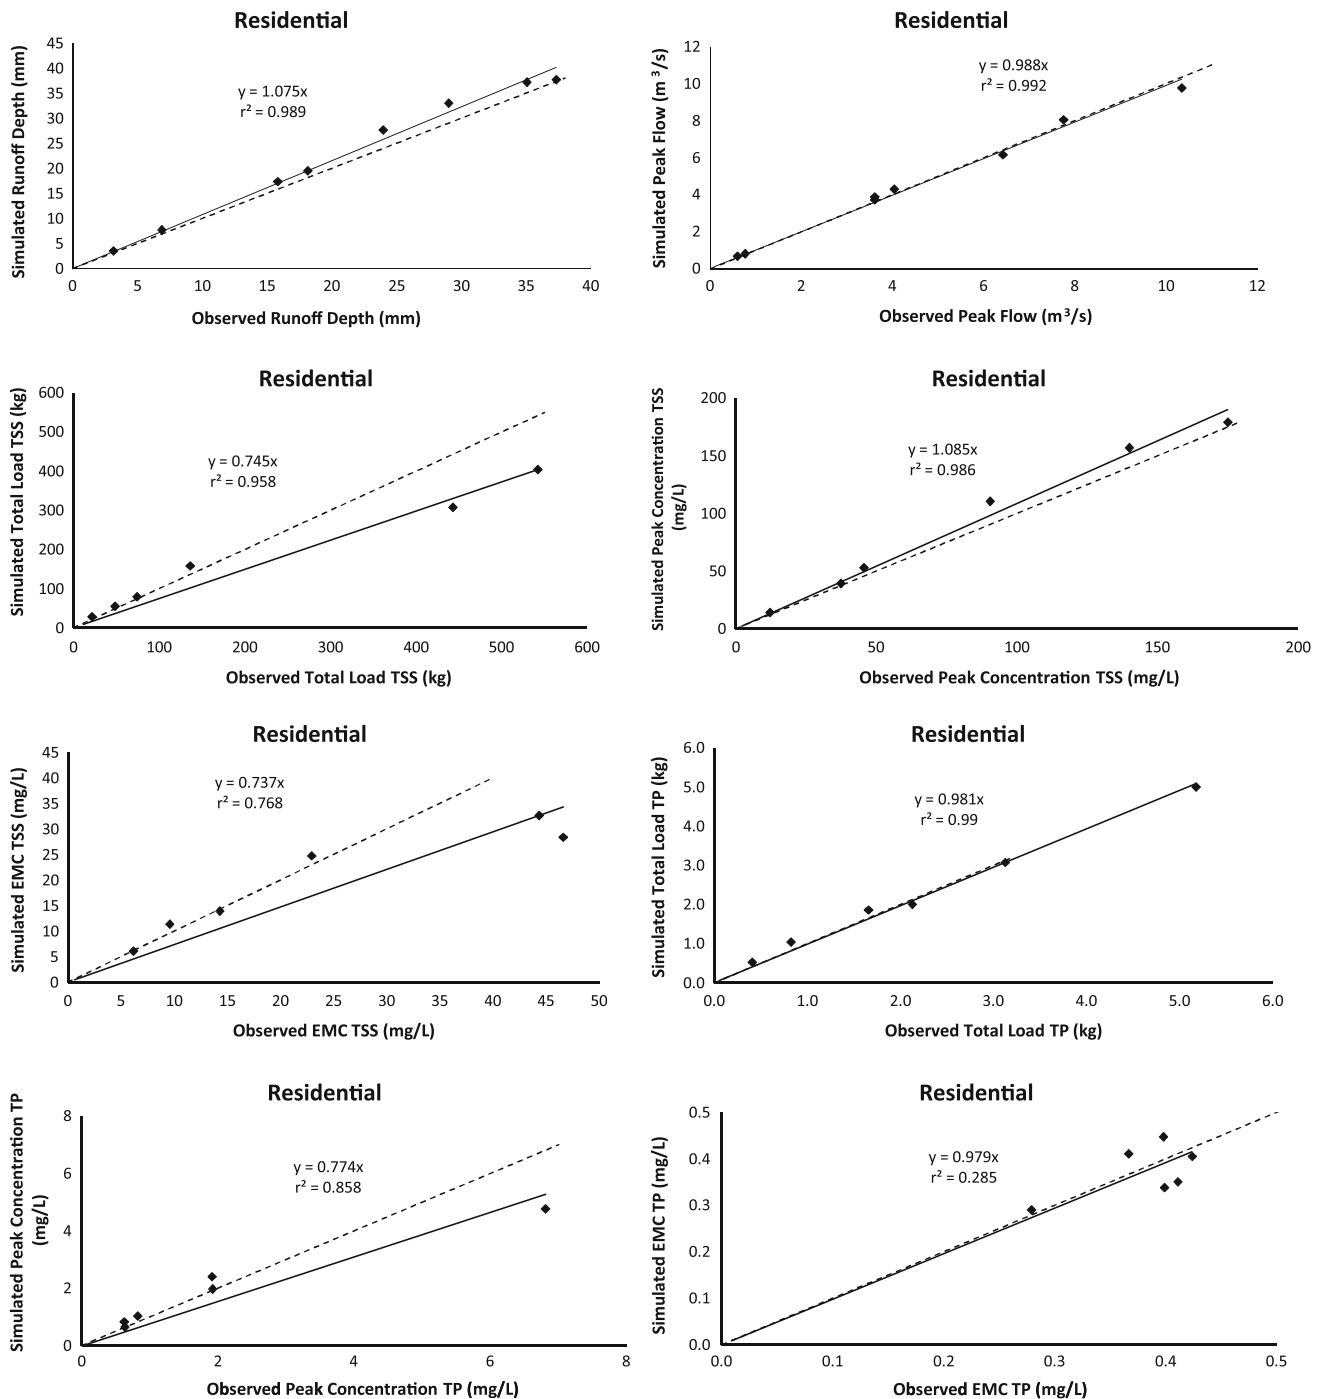 Residential
Simulated Runoff Depth (mm)
45
40
35
30
25
20
15
10
5
0
y = 1.075x
r² = 0.989
0 5 10 15 20 25 30 35 40
Observed Runoff Depth (mm)
Residential
Simulated Peak Flow (m³/s)
12
10
8
6
4
2
0
y = 0.988x
r² = 0.992
0 2 4 6 8 10 12
Observed Peak Flow (m³/s)
Residential
Simulated Total Load TSS (kg)
600
500
400
300
200
100
0
y = 0.745x
r² = 0.958
0 100 200 300 400 500 600
Observed Total Load TSS (kg)
Residential
Simulated Peak Concentration TSS
(mg/L)
200
150
100
50
0
y = 1.085x
r² = 0.986
0 50 100 150 200
Observed Peak Concentration TSS (mg/L)
Residential
Simulated EMC TSS (mg/L)
45
40
35
30
25
20
15
10
5
0
y = 0.737x
r² = 0.768
0 5 10 15 20 25 30 35 40 45 50
Observed EMC TSS (mg/L)
Residential
Simulated Total Load TP (kg)
6.0
5.0
4.0
3.0
2.0
1.0
0.0
y = 0.981x
r² = 0.99
0.0 1.0 2.0 3.0 4.0 5.0 6.0
Observed Total Load TP (kg)
Residential
Simulated Peak Concentration TP
(mg/L)
8
6
4
2
0
y = 0.774x
r² = 0.858
0 2 4 6 8
Observed Peak Concentration TP (mg/L)
Residential
Simulated EMC TP (mg/L)
0.5
0.4
0.3
0.2
0.1
0.0
y = 0.979x
r² = 0.285
0.0 0.1 0.2 0.3 0.4 0.5
Observed EMC TP (mg/L)